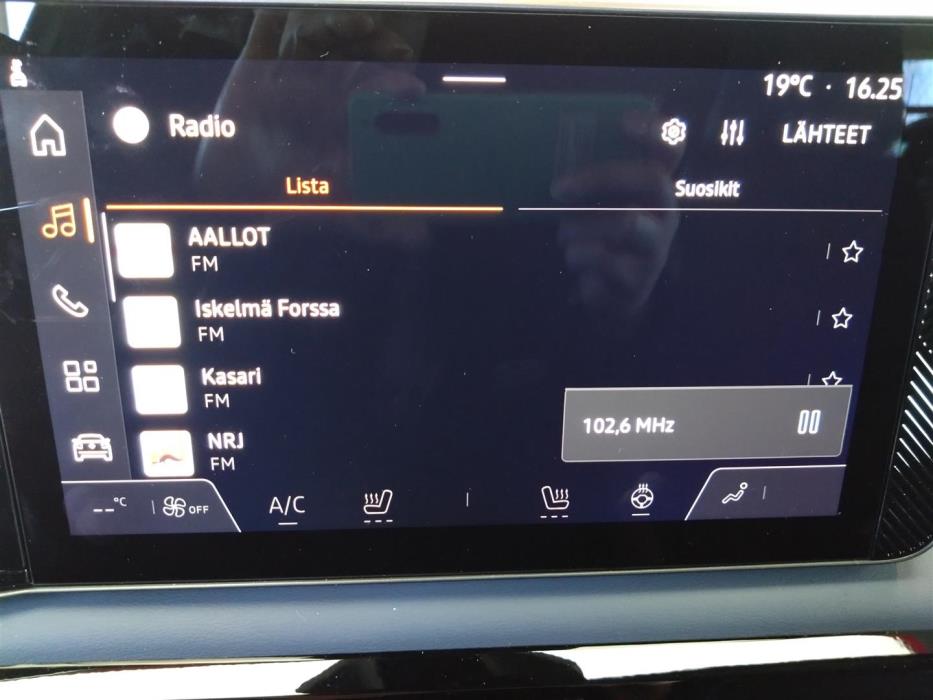 19°C · 16.25
Radio
LÄHTEET
Lista
Suosikit
AALLOT
FM
Iskelmä Forssa
FM
Kasari
FM
102,6 MHz
NRJ
FM
--°C
OFF
A/C